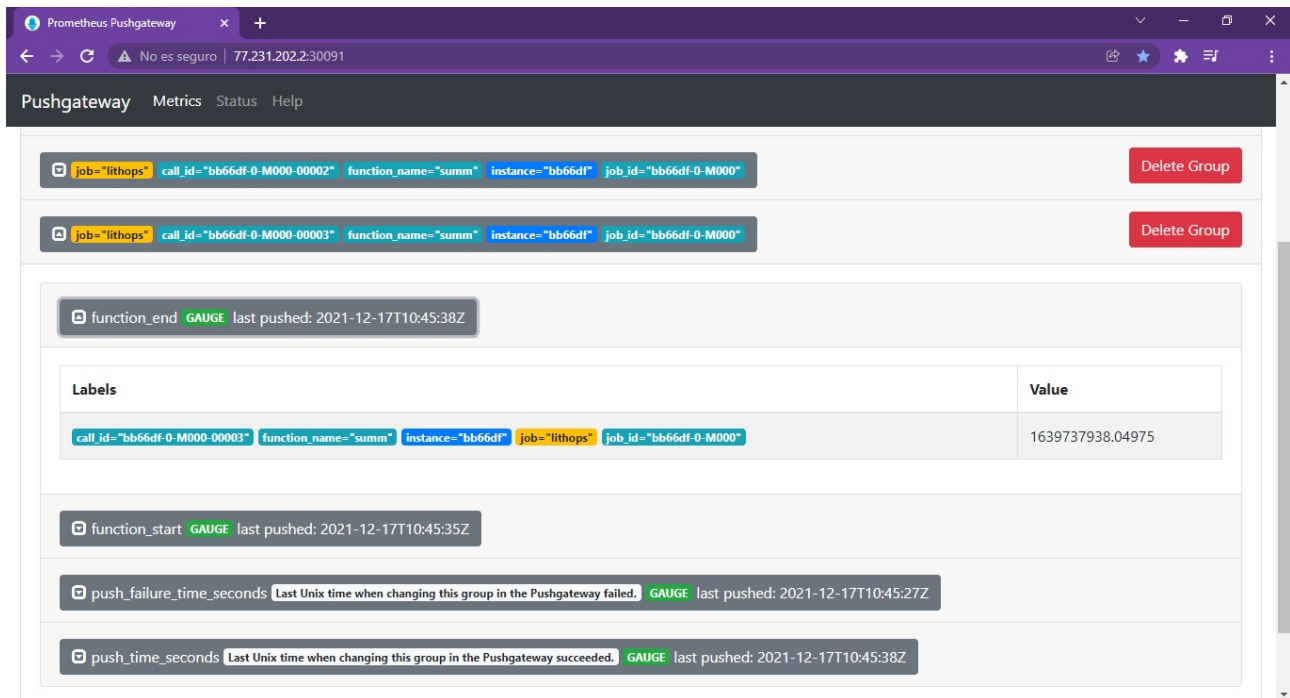 Prometheus Pushgateway
No es seguro | 77.231.202.2:30091
Pushgateway Metrics Status Help
job="lithops" call_id="bb66df-0-M000-00002" function_name="summ" instance="bb66df" job_id="bb66df-0-M000" Delete Group
job="lithops" call_id="bb66df-0-M000-00003" function_name="summ" instance="bb66df" job_id="bb66df-0-M000" Delete Group
function_end GAUGE last pushed: 2021-12-17T10:45:38Z
Labels Value
call_id="bb66df-0-M000-00003" function_name="summ" instance="bb66df" job="lithops" job_id="bb66df-0-M000" 1639737938.04975
function_start GAUGE last pushed: 2021-12-17T10:45:35Z
push_failure_time_seconds Last Unix time when changing this group in the Pushgateway failed. GAUGE last pushed: 2021-12-17T10:45:27Z
push_time_seconds Last Unix time when changing this group in the Pushgateway succeeded. GAUGE last pushed: 2021-12-17T10:45:38Z